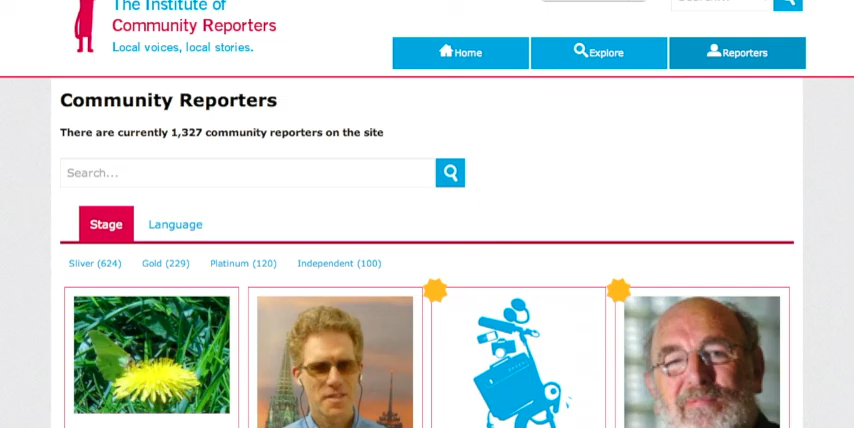 The Institute of
Community Reporters
Local voices, local stories.
Search...
Home
Explore
Reporters
Community Reporters
There are currently 1,327 community reporters on the site
Search...
Stage
Language
Sliver (624)
Gold (229)
Platinum (120)
Independent (100)